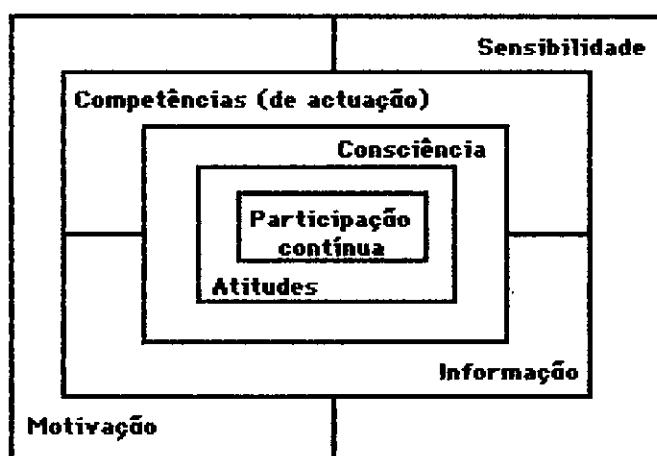 Sensibilidade
Competências (de actuação)
Consciência
Participação
contínua
Atitudes
Informação
Motivação